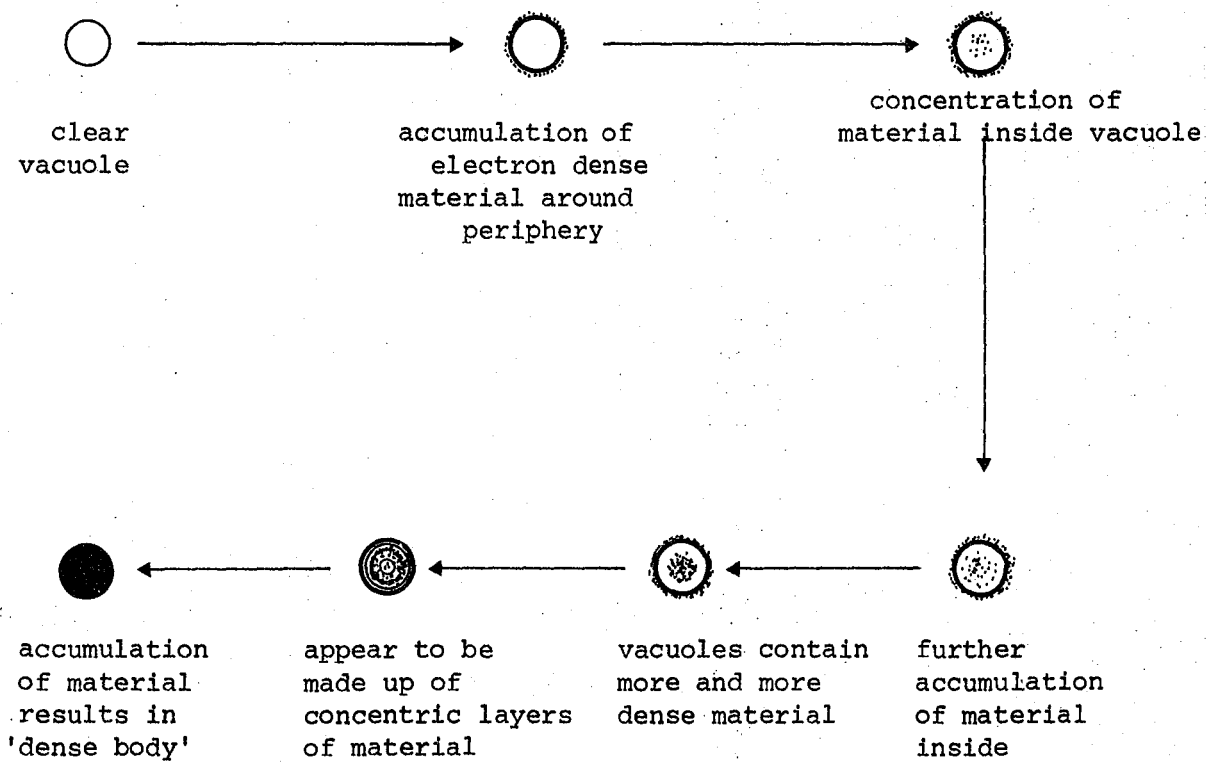 clear
vacuole
accumulation of
electron dense
material around
periphery
concentration of
material inside vacuole
accumulation
of material
results in
'dense body'
appear to be
made up of
concentric layers
of material
vacuoles contain
more and more
dense material
further
accumulation
of material
inside